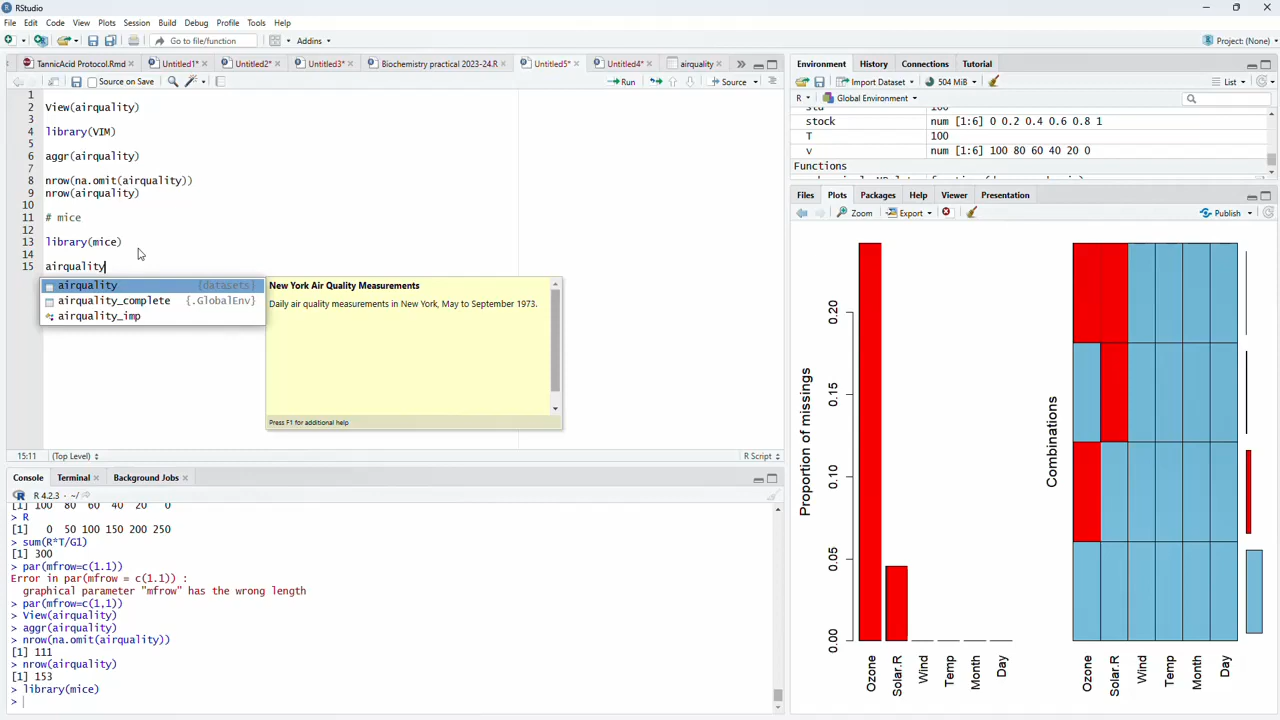 RStudio
File Edit Code View Plots Session Build Debug Profile Tools Help
Go to file/function Addins Project: (None)
TannicAcid Protocol.Rmd Untitled1* Untitled2* Untitled3* Biochemistry practical 2023-24.R Untitled5* Untitled4* airquality
Source on Save Run Source
1
2 View(airquality)
3
4 library(VIM)
5
6 aggr(airquality)
7
8 nrow(na.omit(airquality))
9 nrow(airquality)
10
11 # mice
12
13 library(mice)
14
15 airquality
airquality {datasets}
airquality_complete {.GlobalEnv}
airquality_imp
New York Air Quality Measurements
Daily air quality measurements in New York, May to September 1973.
Press F1 for additional help
15:11 (Top Level) R Script
Console Terminal Background Jobs
R 4.2.3 · ~/
[1] 100 80 60 40 20 0
> R
[1] 0 50 100 150 200 250
> sum(R*T/G1)
[1] 300
> par(mfrow=c(1.1))
Error in par(mfrow = c(1.1)) :
graphical parameter "mfrow" has the wrong length
> par(mfrow=c(1,1))
> View(airquality)
> aggr(airquality)
> nrow(na.omit(airquality))
[1] 111
> nrow(airquality)
[1] 153
> library(mice)
>
Environment History Connections Tutorial
Import Dataset 504 MiB List
R Global Environment
stock num [1:6] 0 0.2 0.4 0.6 0.8 1
T 100
v num [1:6] 100 80 60 40 20 0
Functions
Files Plots Packages Help Viewer Presentation
Zoom Export Publish
Proportion of missings
0.20
0.15
0.10
0.05
0.00
Ozone
Solar.R
Wind
Temp
Month
Day
Combinations
Ozone
Solar.R
Wind
Temp
Month
Day